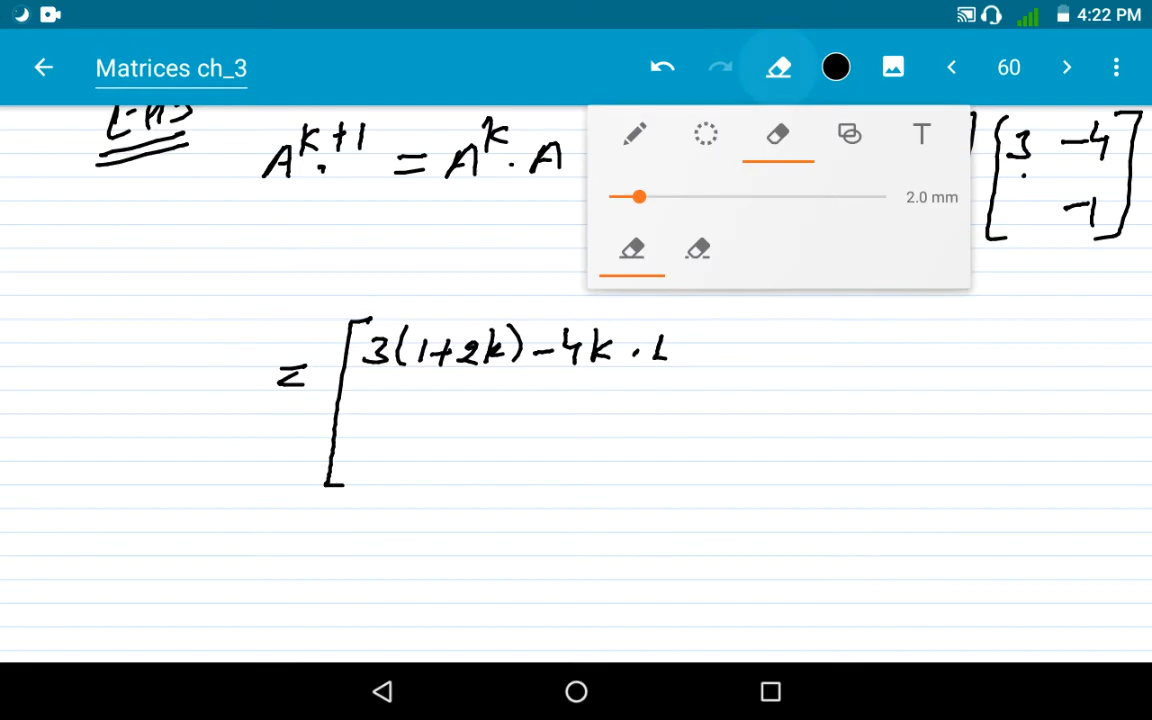 4:22 PM
Matrices ch_3
60
T
L.H.S
A^{k+1} = A^k · A
[3 -4
-1]
2.0 mm
= [3(1+2k) - 4k · 1